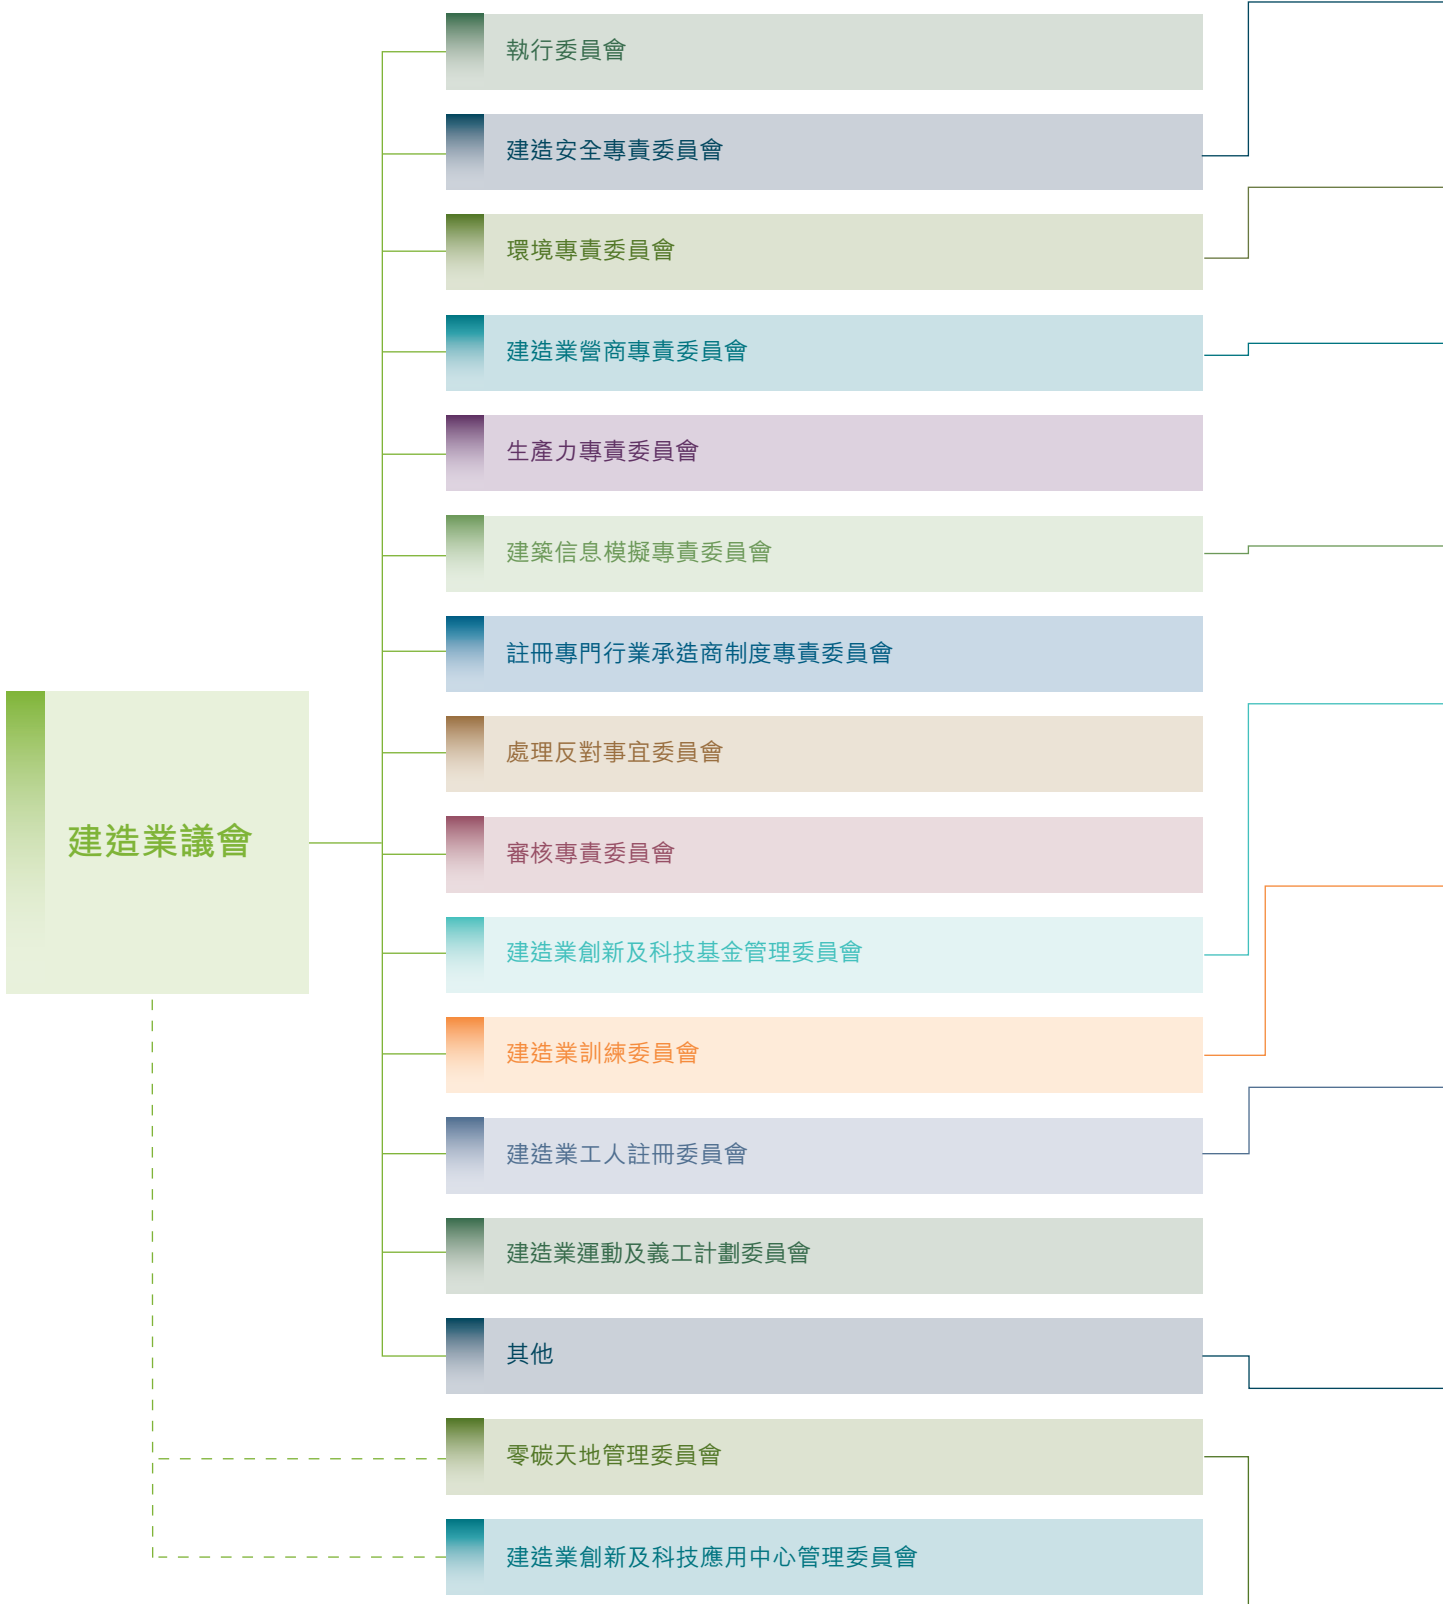 建造業議會
執行委員會
建造安全專責委員會
環境專責委員會
建造業營商專責委員會
生產力專責委員會
建築信息模擬專責委員會
註冊專門行業承造商制度專責委員會
處理反對事宜委員會
審核專責委員會
建造業創新及科技基金管理委員會
建造業訓練委員會
建造業工人註冊委員會
建造業運動及義工計劃委員會
其他
零碳天地管理委員會
建造業創新及科技應用中心管理委員會